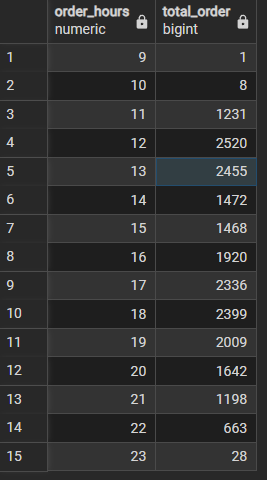 order_hours total_order
numeric bigint
1 9 1
2 10 8
3 11 1231
4 12 2520
5 13 2455
6 14 1472
7 15 1468
8 16 1920
9 17 2336
10 18 2399
11 19 2009
12 20 1642
13 21 1198
14 22 663
15 23 28